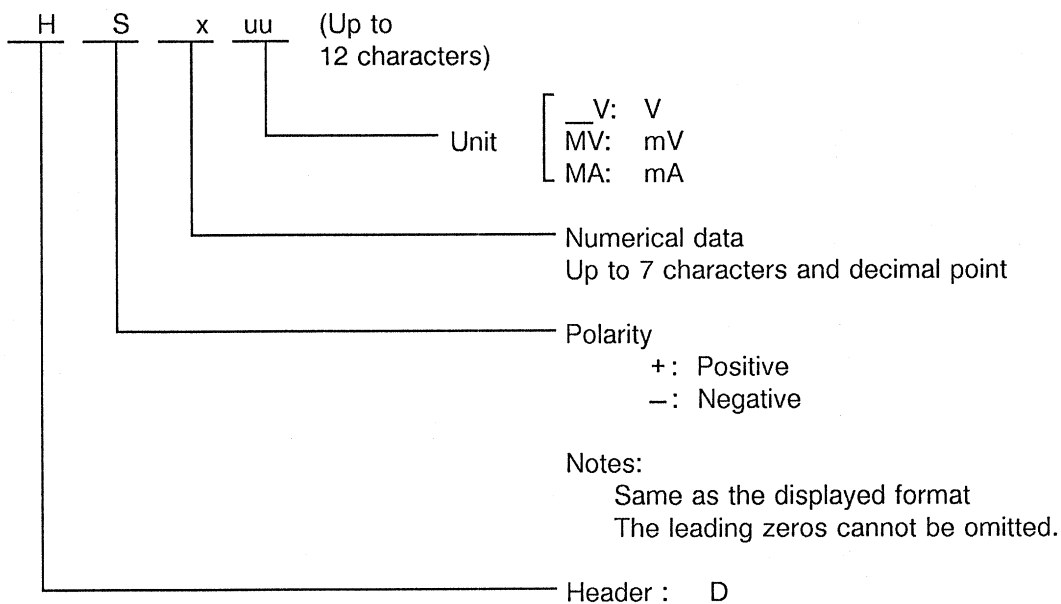 H S x uu (Up to
12 characters)
Unit
__V: V
MV: mV
MA: mA
Numerical data
Up to 7 characters and decimal point
Polarity
+: Positive
–: Negative
Notes:
Same as the displayed format
The leading zeros cannot be omitted.
Header : D